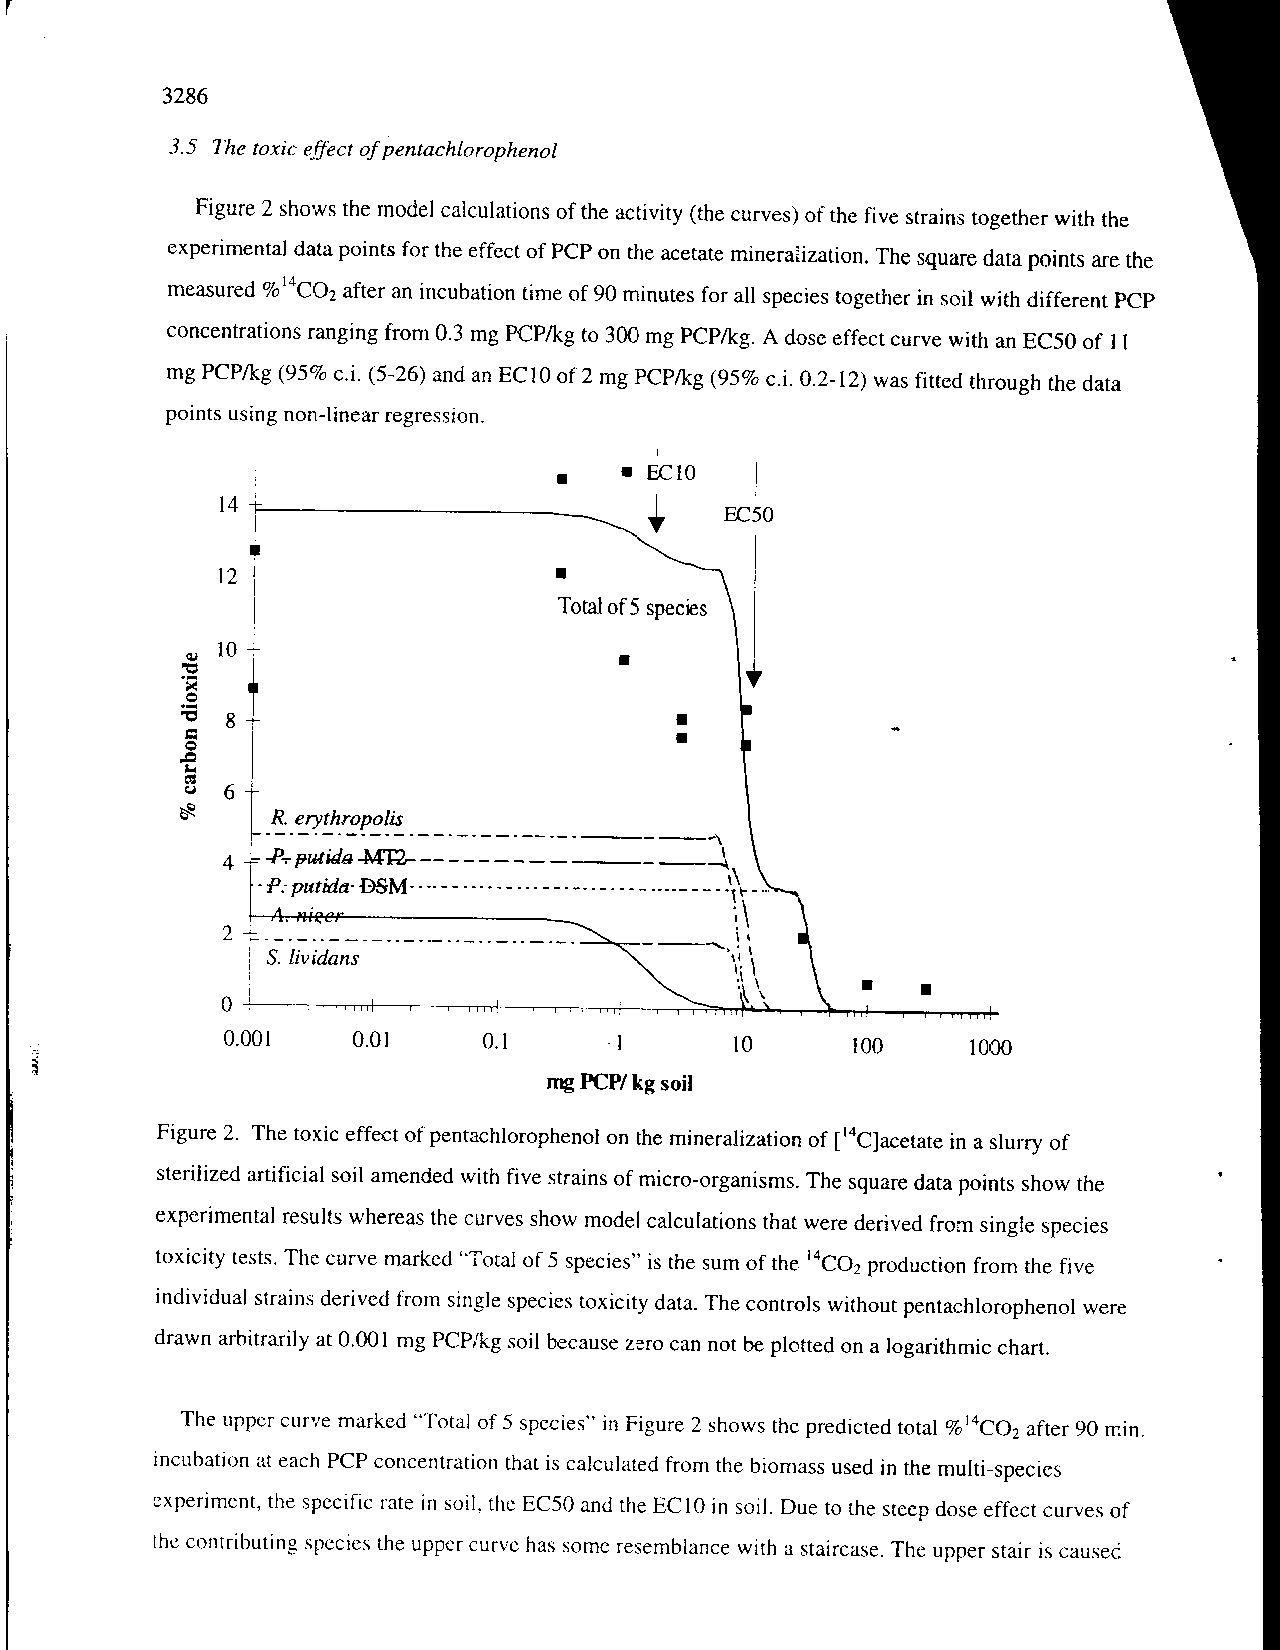 3286
3.5 The toxic effect of pentachlorophenol
Figure 2 shows the model calculations of the activity (the curves) of the five strains together with the
experimental data points for the effect of PCP on the acetate mineralization. The square data points are the
measured %¹⁴CO₂ after an incubation time of 90 minutes for all species together in soil with different PCP
concentrations ranging from 0.3 mg PCP/kg to 300 mg PCP/kg. A dose effect curve with an EC50 of 11
mg PCP/kg (95% c.i. (5-26) and an EC10 of 2 mg PCP/kg (95% c.i. 0.2-12) was fitted through the data
points using non-linear regression.
EC10
14
EC50
12
Total of 5 species
10
8
6
% carbon dioxide
R. erythropolis
4
P. putida MT2
P. putida DSM
A. niger
2
S. lividans
0
0.001 0.01 0.1 1 10 100 1000
mg PCP/ kg soil
Figure 2. The toxic effect of pentachlorophenol on the mineralization of [¹⁴C]acetate in a slurry of
sterilized artificial soil amended with five strains of micro-organisms. The square data points show the
experimental results whereas the curves show model calculations that were derived from single species
toxicity tests. The curve marked “Total of 5 species” is the sum of the ¹⁴CO₂ production from the five
individual strains derived from single species toxicity data. The controls without pentachlorophenol were
drawn arbitrarily at 0.001 mg PCP/kg soil because zero can not be plotted on a logarithmic chart.
The upper curve marked “Total of 5 species” in Figure 2 shows the predicted total %¹⁴CO₂ after 90 min.
incubation at each PCP concentration that is calculated from the biomass used in the multi-species
experiment, the specific rate in soil, the EC50 and the EC10 in soil. Due to the steep dose effect curves of
the contributing species the upper curve has some resemblance with a staircase. The upper stair is caused